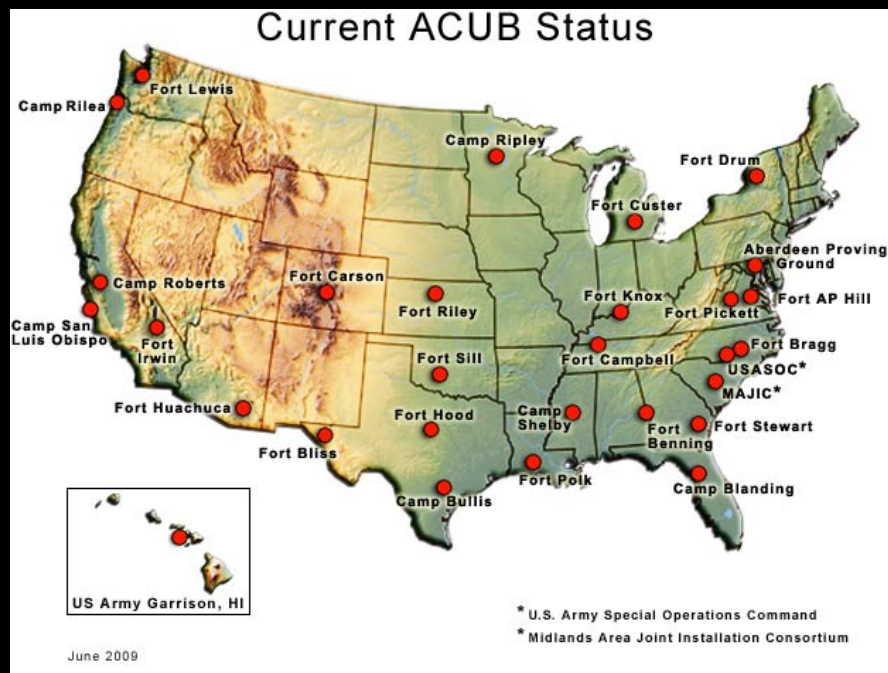 Current ACUB Status
Fort Lewis
Camp Rilea
Camp Ripley
Fort Drum
Fort Custer
Aberdeen Proving
Ground
Camp Roberts
Fort Carson
Fort Riley
Fort Knox
Fort Pickett
Fort AP Hill
Camp San
Luis Obispo
Fort
Irwin
Fort Sill
Fort Campbell
Fort Bragg
USASOC*
MAJIC*
Fort Huachuca
Fort Hood
Camp
Shelby
Fort
Benning
Fort Stewart
Fort Bliss
Camp Bullis
Fort Polk
Camp Blanding
US Army Garrison, HI
* U.S. Army Special Operations Command
* Midlands Area Joint Installation Consortium
June 2009